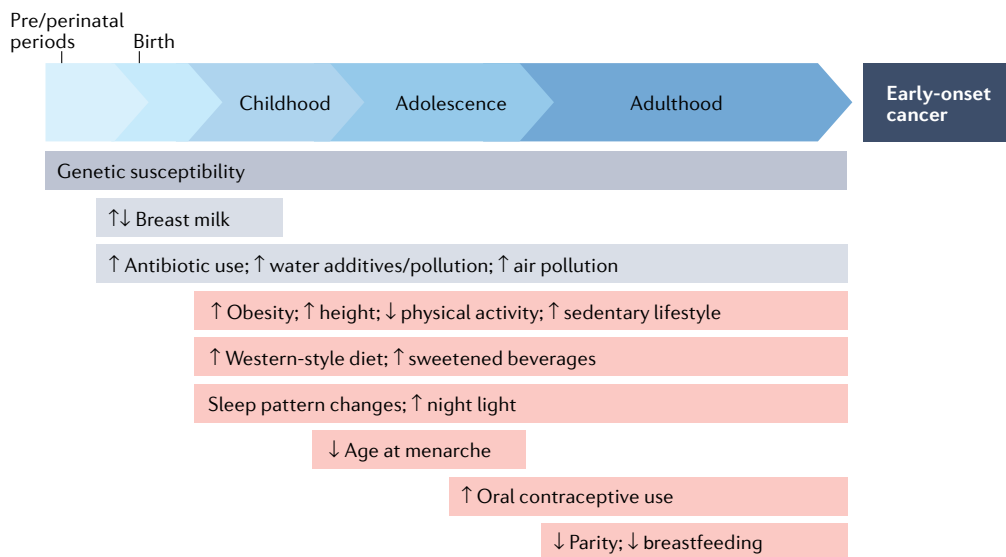 Pre/perinatal
periods
Birth
Childhood
Adolescence
Adulthood
Early-onset
cancer
Genetic susceptibility
↑↓ Breast milk
↑ Antibiotic use; ↑ water additives/pollution; ↑ air pollution
↑ Obesity; ↑ height; ↓ physical activity; ↑ sedentary lifestyle
↑ Western-style diet; ↑ sweetened beverages
Sleep pattern changes; ↑ night light
↓ Age at menarche
↑ Oral contraceptive use
↓ Parity; ↓ breastfeeding